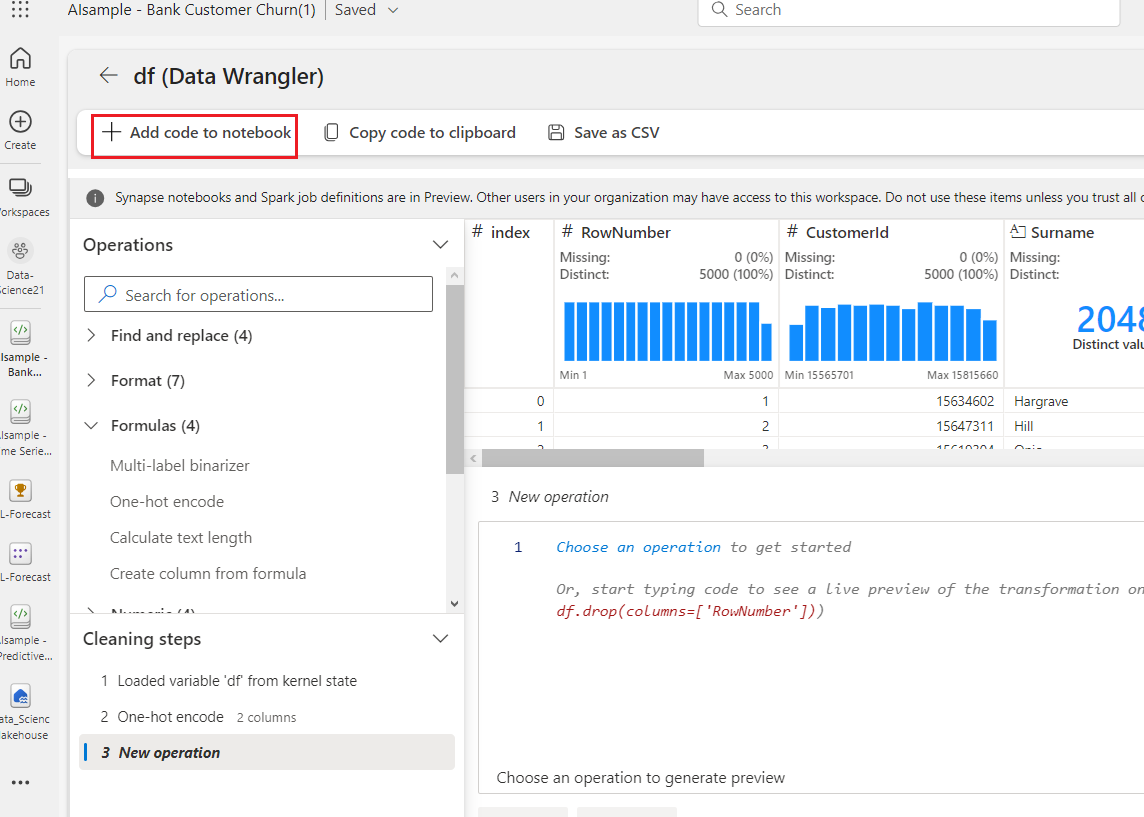 AIsample - Bank Customer Churn(1) Saved
Search
Home
Create
orkspaces
Data-
Science21
Isample -
Bank...
AIsample -
me Serie...
L-Forecast
L-Forecast
AIsample -
Predictive...
ata_Scienc
akehouse
df (Data Wrangler)
Add code to notebook Copy code to clipboard Save as CSV
Synapse notebooks and Spark job definitions are in Preview. Other users in your organization may have access to this workspace. Do not use these items unless you trust all
Operations
Search for operations...
Find and replace (4)
Format (7)
Formulas (4)
Multi-label binarizer
One-hot encode
Calculate text length
Create column from formula
Numeric (4)
Cleaning steps
1 Loaded variable 'df' from kernel state
2 One-hot encode 2 columns
3 New operation
# index # RowNumber # CustomerId A Surname
Missing: 0 (0%) Missing: 0 (0%) Missing:
Distinct: 5000 (100%) Distinct: 5000 (100%) Distinct:
2048
Distinct valu
Min 1 Max 5000 Min 15565701 Max 15815660
0 1 15634602 Hargrave
1 2 15647311 Hill
2 3 15619304 Onio
3 New operation
1 Choose an operation to get started
Or, start typing code to see a live preview of the transformation on
df.drop(columns=['RowNumber']))
Choose an operation to generate preview